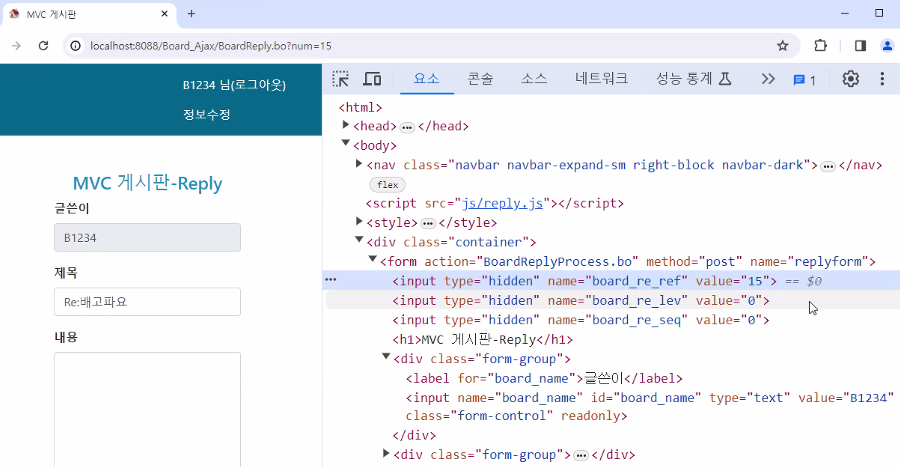 MVC 게시판
localhost:8088/Board_Ajax/BoardReply.bo?num=15
B1234 님(로그아웃)
정보수정
MVC 게시판-Reply
글쓴이
B1234
제목
Re:배고파요
내용
요소 콘솔 소스 네트워크 성능 통계 1
<html>
<head> ••• </head>
<body>
<nav class="navbar navbar-expand-sm right-block navbar-dark"> ••• </nav>
flex
<script src="js/reply.js"></script>
<style> ••• </style>
<div class="container">
<form action="BoardReplyProcess.bo" method="post" name="replyform">
••• <input type="hidden" name="board_re_ref" value="15"> == $0
<input type="hidden" name="board_re_lev" value="0">
<input type="hidden" name="board_re_seq" value="0">
<h1>MVC 게시판-Reply</h1>
<div class="form-group">
<label for="board_name">글쓴이</label>
<input name="board_name" id="board_name" type="text" value="B1234"
class="form-control" readonly>
</div>
<div class="form-group"> ••• </div>